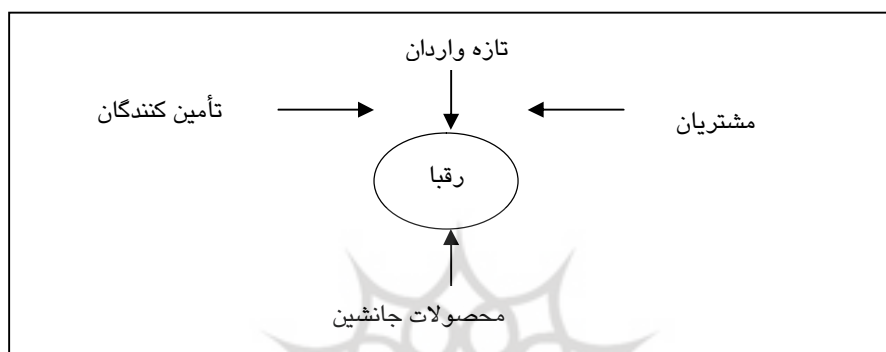 تازه واردان
تأمین کنندگان
مشتریان
رقبا
محصولات جانشین